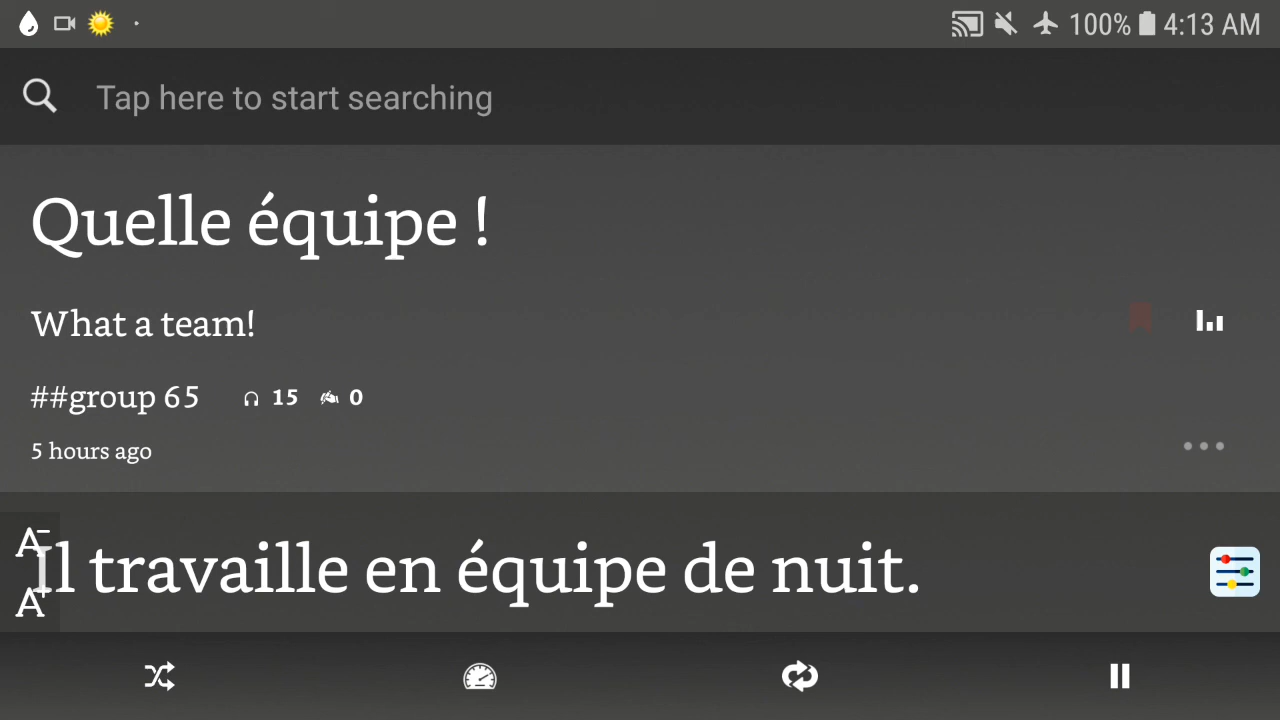 100% 4:13 AM
Tap here to start searching
Quelle équipe !
What a team!
##group 65 15 0
5 hours ago
A-
Il travaille en équipe de nuit.
A+